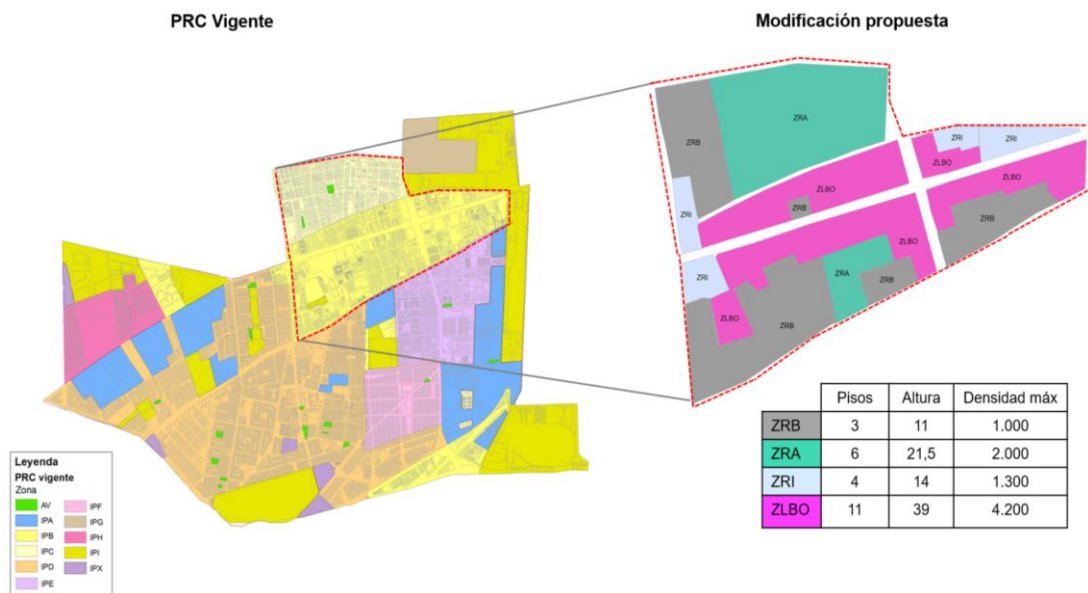 PRC Vigente
Modificación propuesta
ZRB
ZRA
ZRI
ZRI
ZLBO
ZLBO
ZLBO
ZRB
ZRI
ZRB
ZLBO
ZRI
ZRA
ZRB
ZLBO
ZRB
Pisos Altura Densidad máx
ZRB 3 11 1.000
ZRA 6 21,5 2.000
ZRI 4 14 1.300
ZLBO 11 39 4.200
Leyenda
PRC vigente
Zona
AV IPF
IPA IPG
IPB IPH
IPC IPI
IPD IPX
IPE